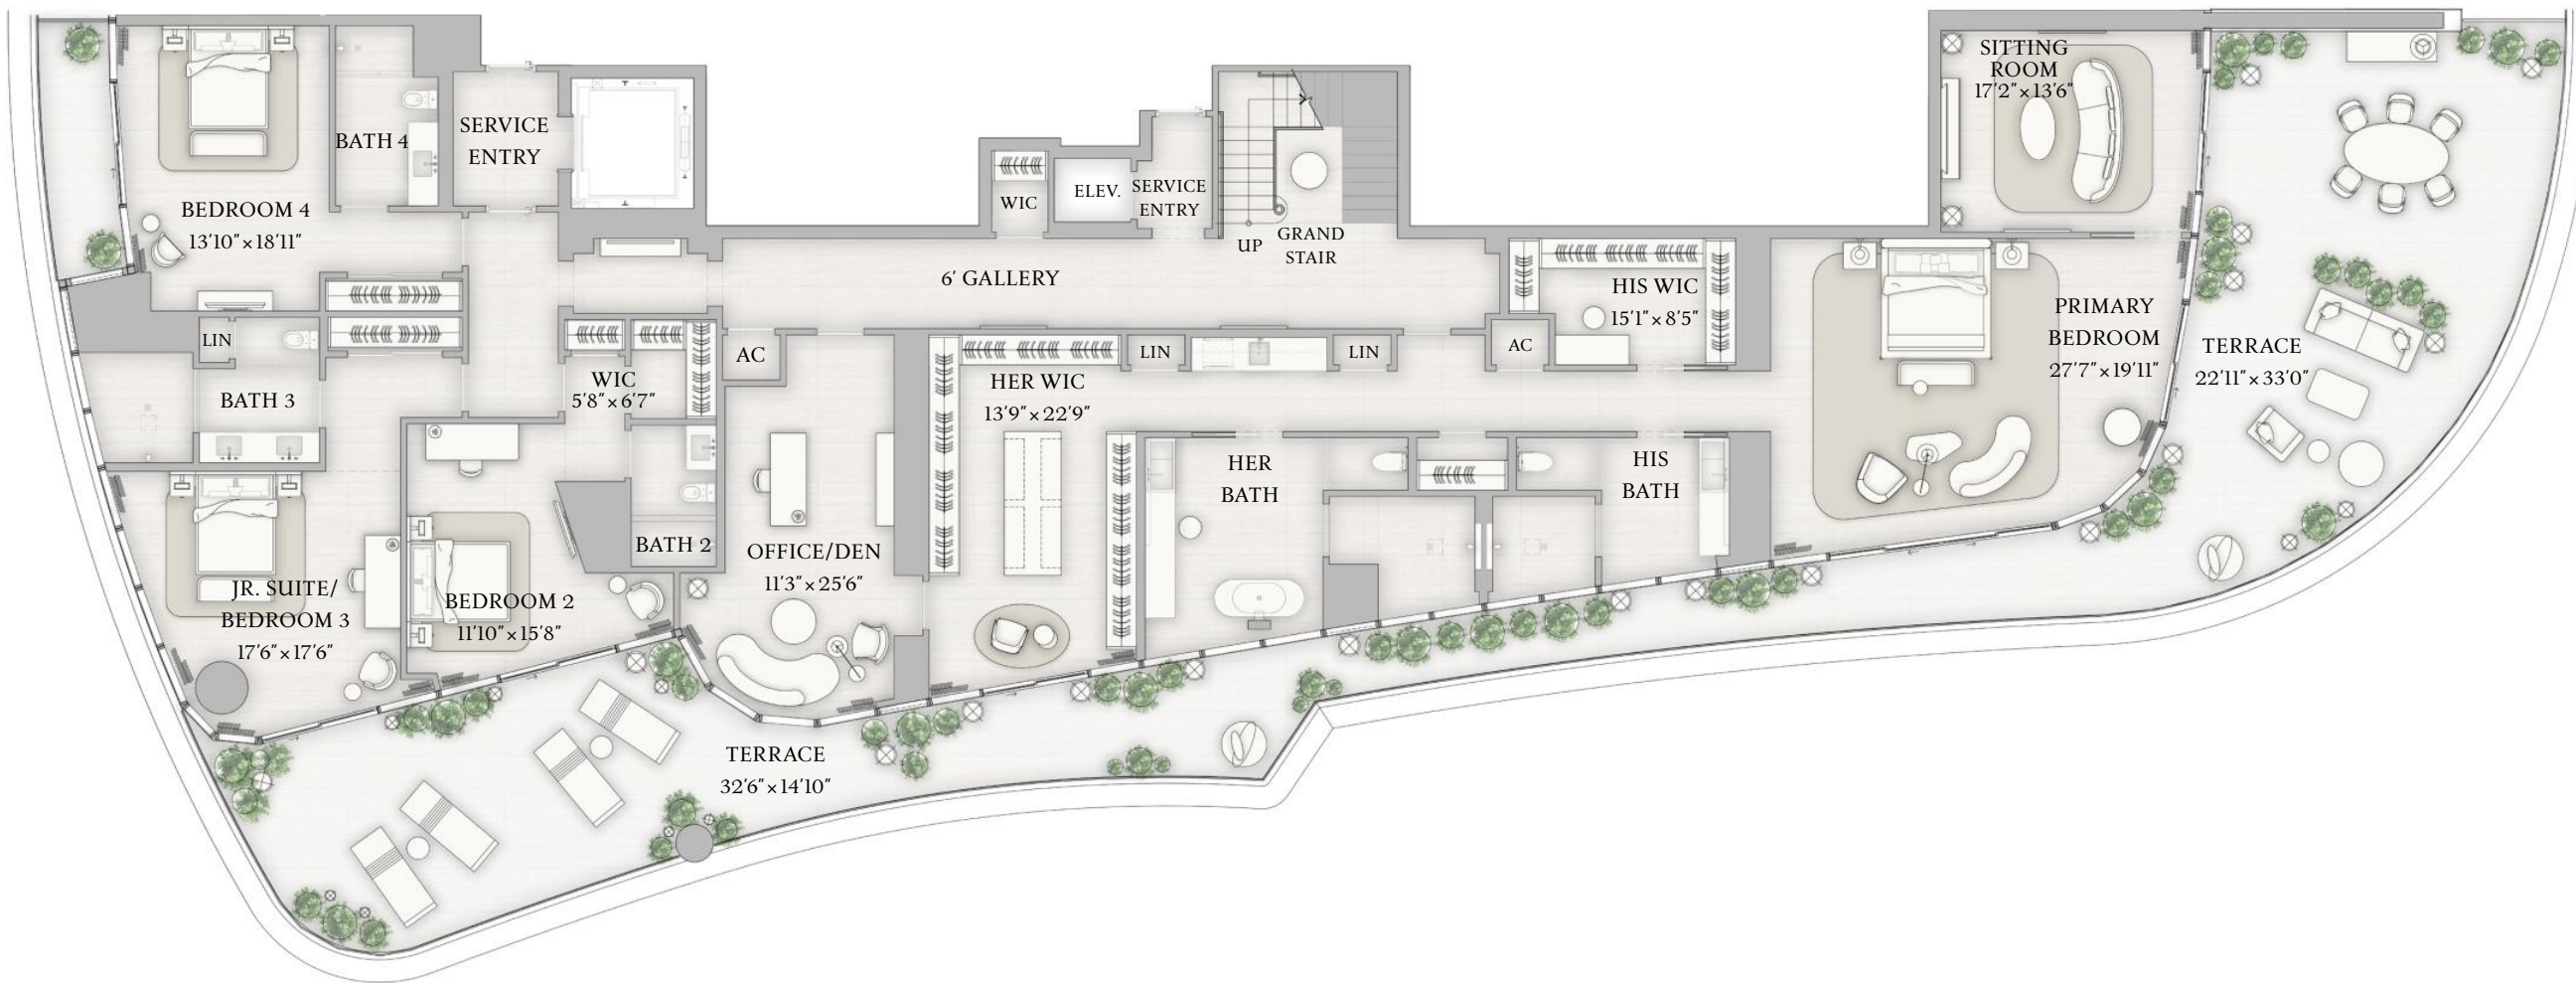 SITTING
ROOM
17'2"×13'6"
SERVICE
ENTRY
BATH 4
BEDROOM 4
13'10"×18'11"
WIC
ELEV.
SERVICE
ENTRY
UP
GRAND
STAIR
6' GALLERY
HIS WIC
15'1"×8'5"
PRIMARY
BEDROOM
27'7"×19'11"
TERRACE
22'11"×33'0"
LIN
BATH 3
WIC
5'8"×6'7"
AC
HER WIC
13'9"×22'9"
LIN
LIN
AC
HER
BATH
HIS
BATH
JR. SUITE/
BEDROOM 3
17'6"×17'6"
BEDROOM 2
11'10"×15'8"
BATH 2
OFFICE/DEN
11'3"×25'6"
TERRACE
32'6"×14'10"